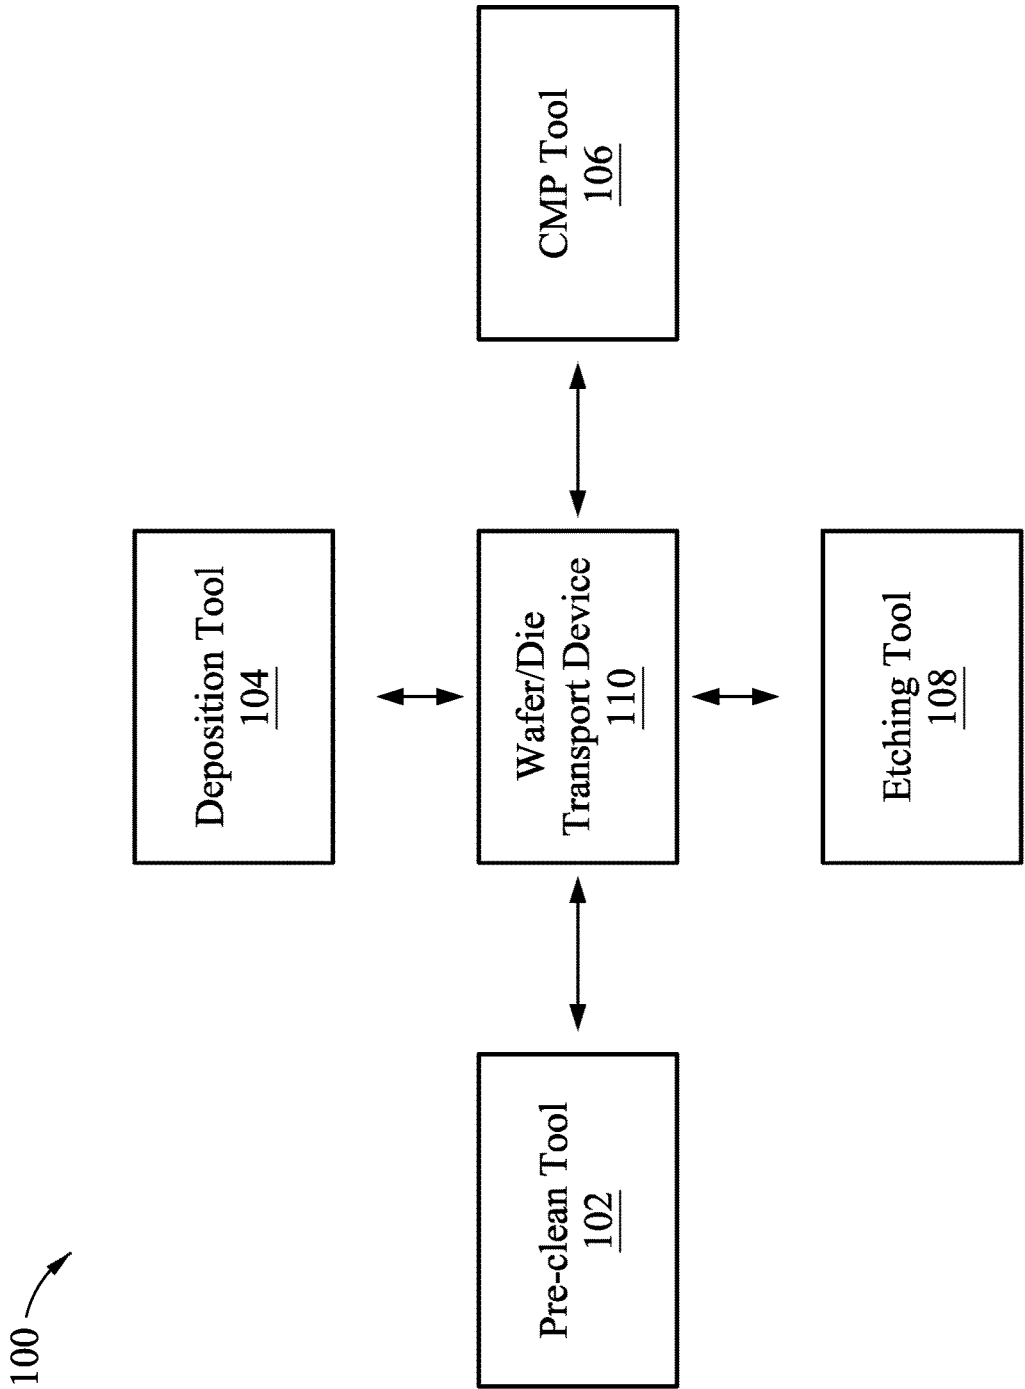 100
Deposition Tool
104
Pre-clean Tool
102
Wafer/Die
Transport Device
110
CMP Tool
106
Etching Tool
108